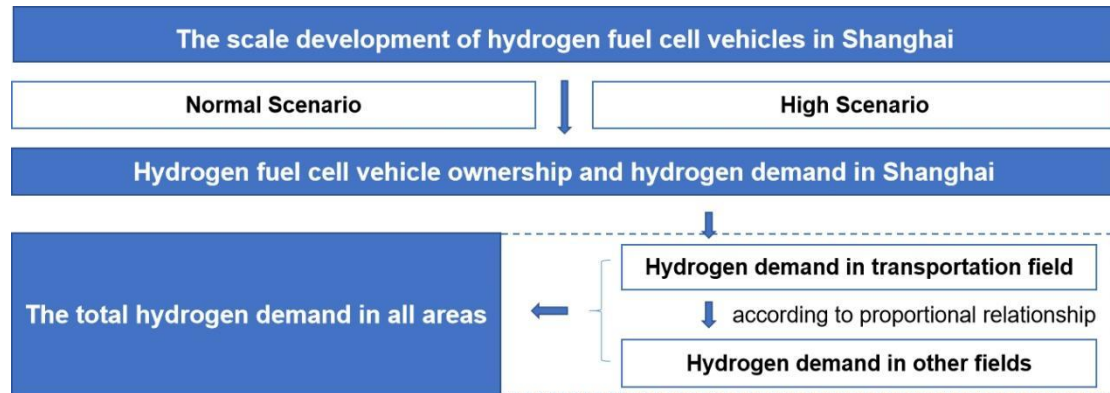 The scale development of hydrogen fuel cell vehicles in Shanghai
Normal Scenario
High Scenario
Hydrogen fuel cell vehicle ownership and hydrogen demand in Shanghai
Hydrogen demand in transportation field
The total hydrogen demand in all areas
according to proportional relationship
Hydrogen demand in other fields